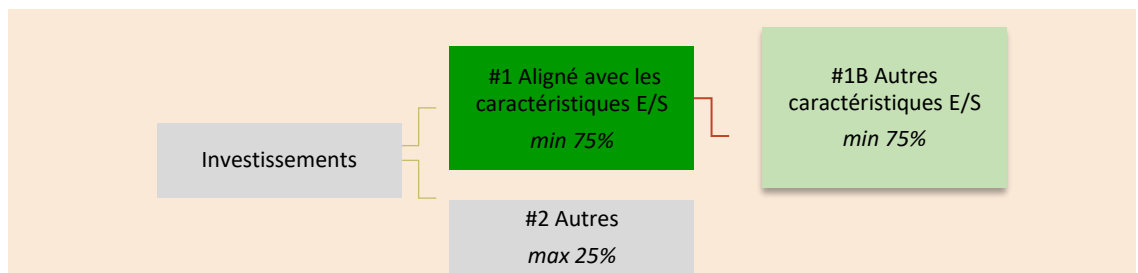 Investissements
#1 Aligné avec les
caractéristiques E/S
min 75%
#1B Autres
caractéristiques E/S
min 75%
#2 Autres
max 25%